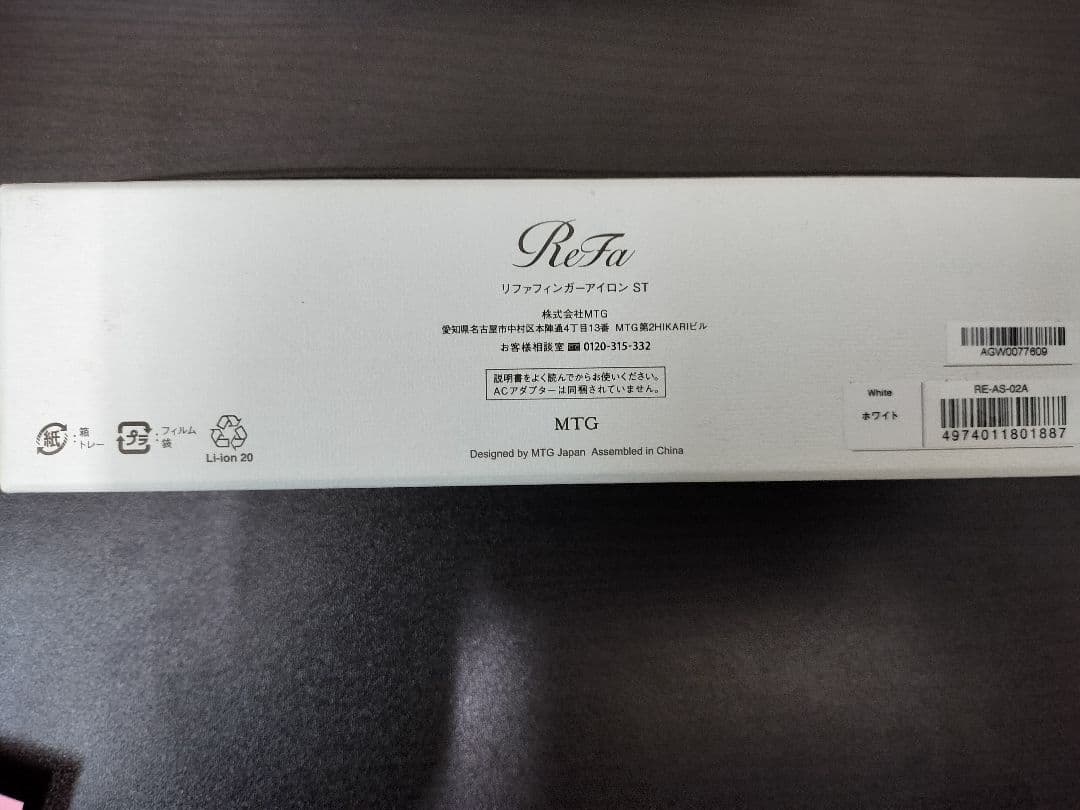 ReFa
リファフィンガーアイロン ST
株式会社MTG
愛知県名古屋市中村区本陣通4丁目13番 MTG第2HIKARIビル
お客様相談室 0120-315-332
説明書をよく読んでからお使いください。
ACアダプターは同梱されていません。
MTG
Designed by MTG Japan Assembled in China
紙 : 箱
トレー
プラ : フィルム
袋
Li-ion 20
AGW0077609
White
ホワイト
RE-AS-02A
4974011801887